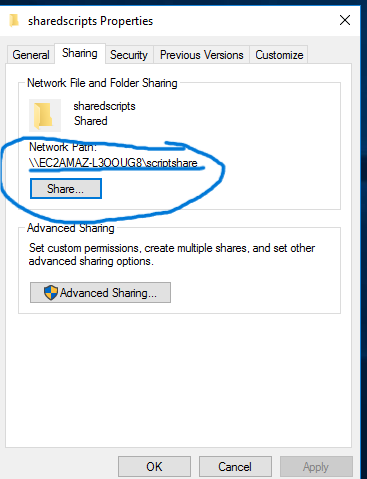 sharedscripts Properties
General Sharing Security Previous Versions Customize
Network File and Folder Sharing
sharedscripts
Shared
Network Path:
\\EC2AMAZ-L3OOUG8\scriptshare
Share...
Advanced Sharing
Set custom permissions, create multiple shares, and set other
advanced sharing options.
Advanced Sharing...
OK Cancel Apply